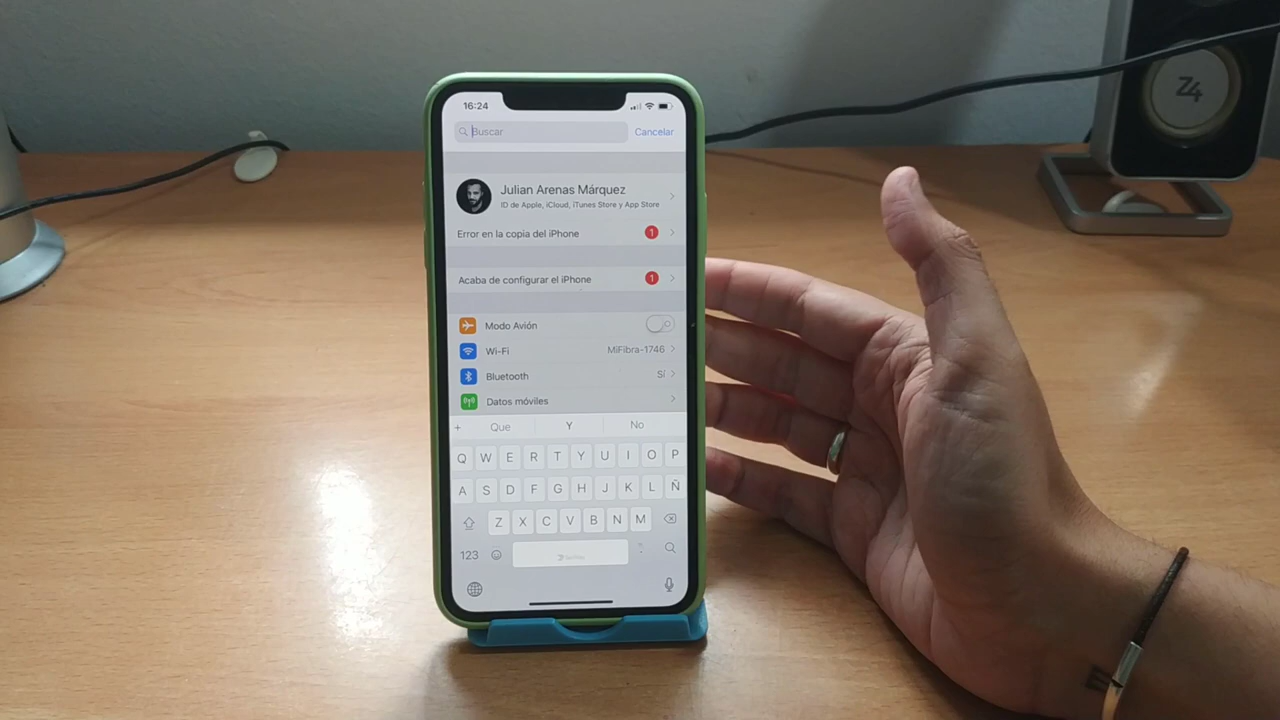 16:24
Buscar
Cancelar
Julian Arenas Márquez
ID de Apple, iCloud, iTunes Store y App Store
Error en la copia del iPhone
1
Acaba de configurar el iPhone
1
Modo Avión
Wi-Fi
MiFibra-1746
Bluetooth
Sí
Datos móviles
+ Que Y No
Q W E R T Y U I O P
A S D F G H J K L Ñ
Z X C V B N M
123
Z4